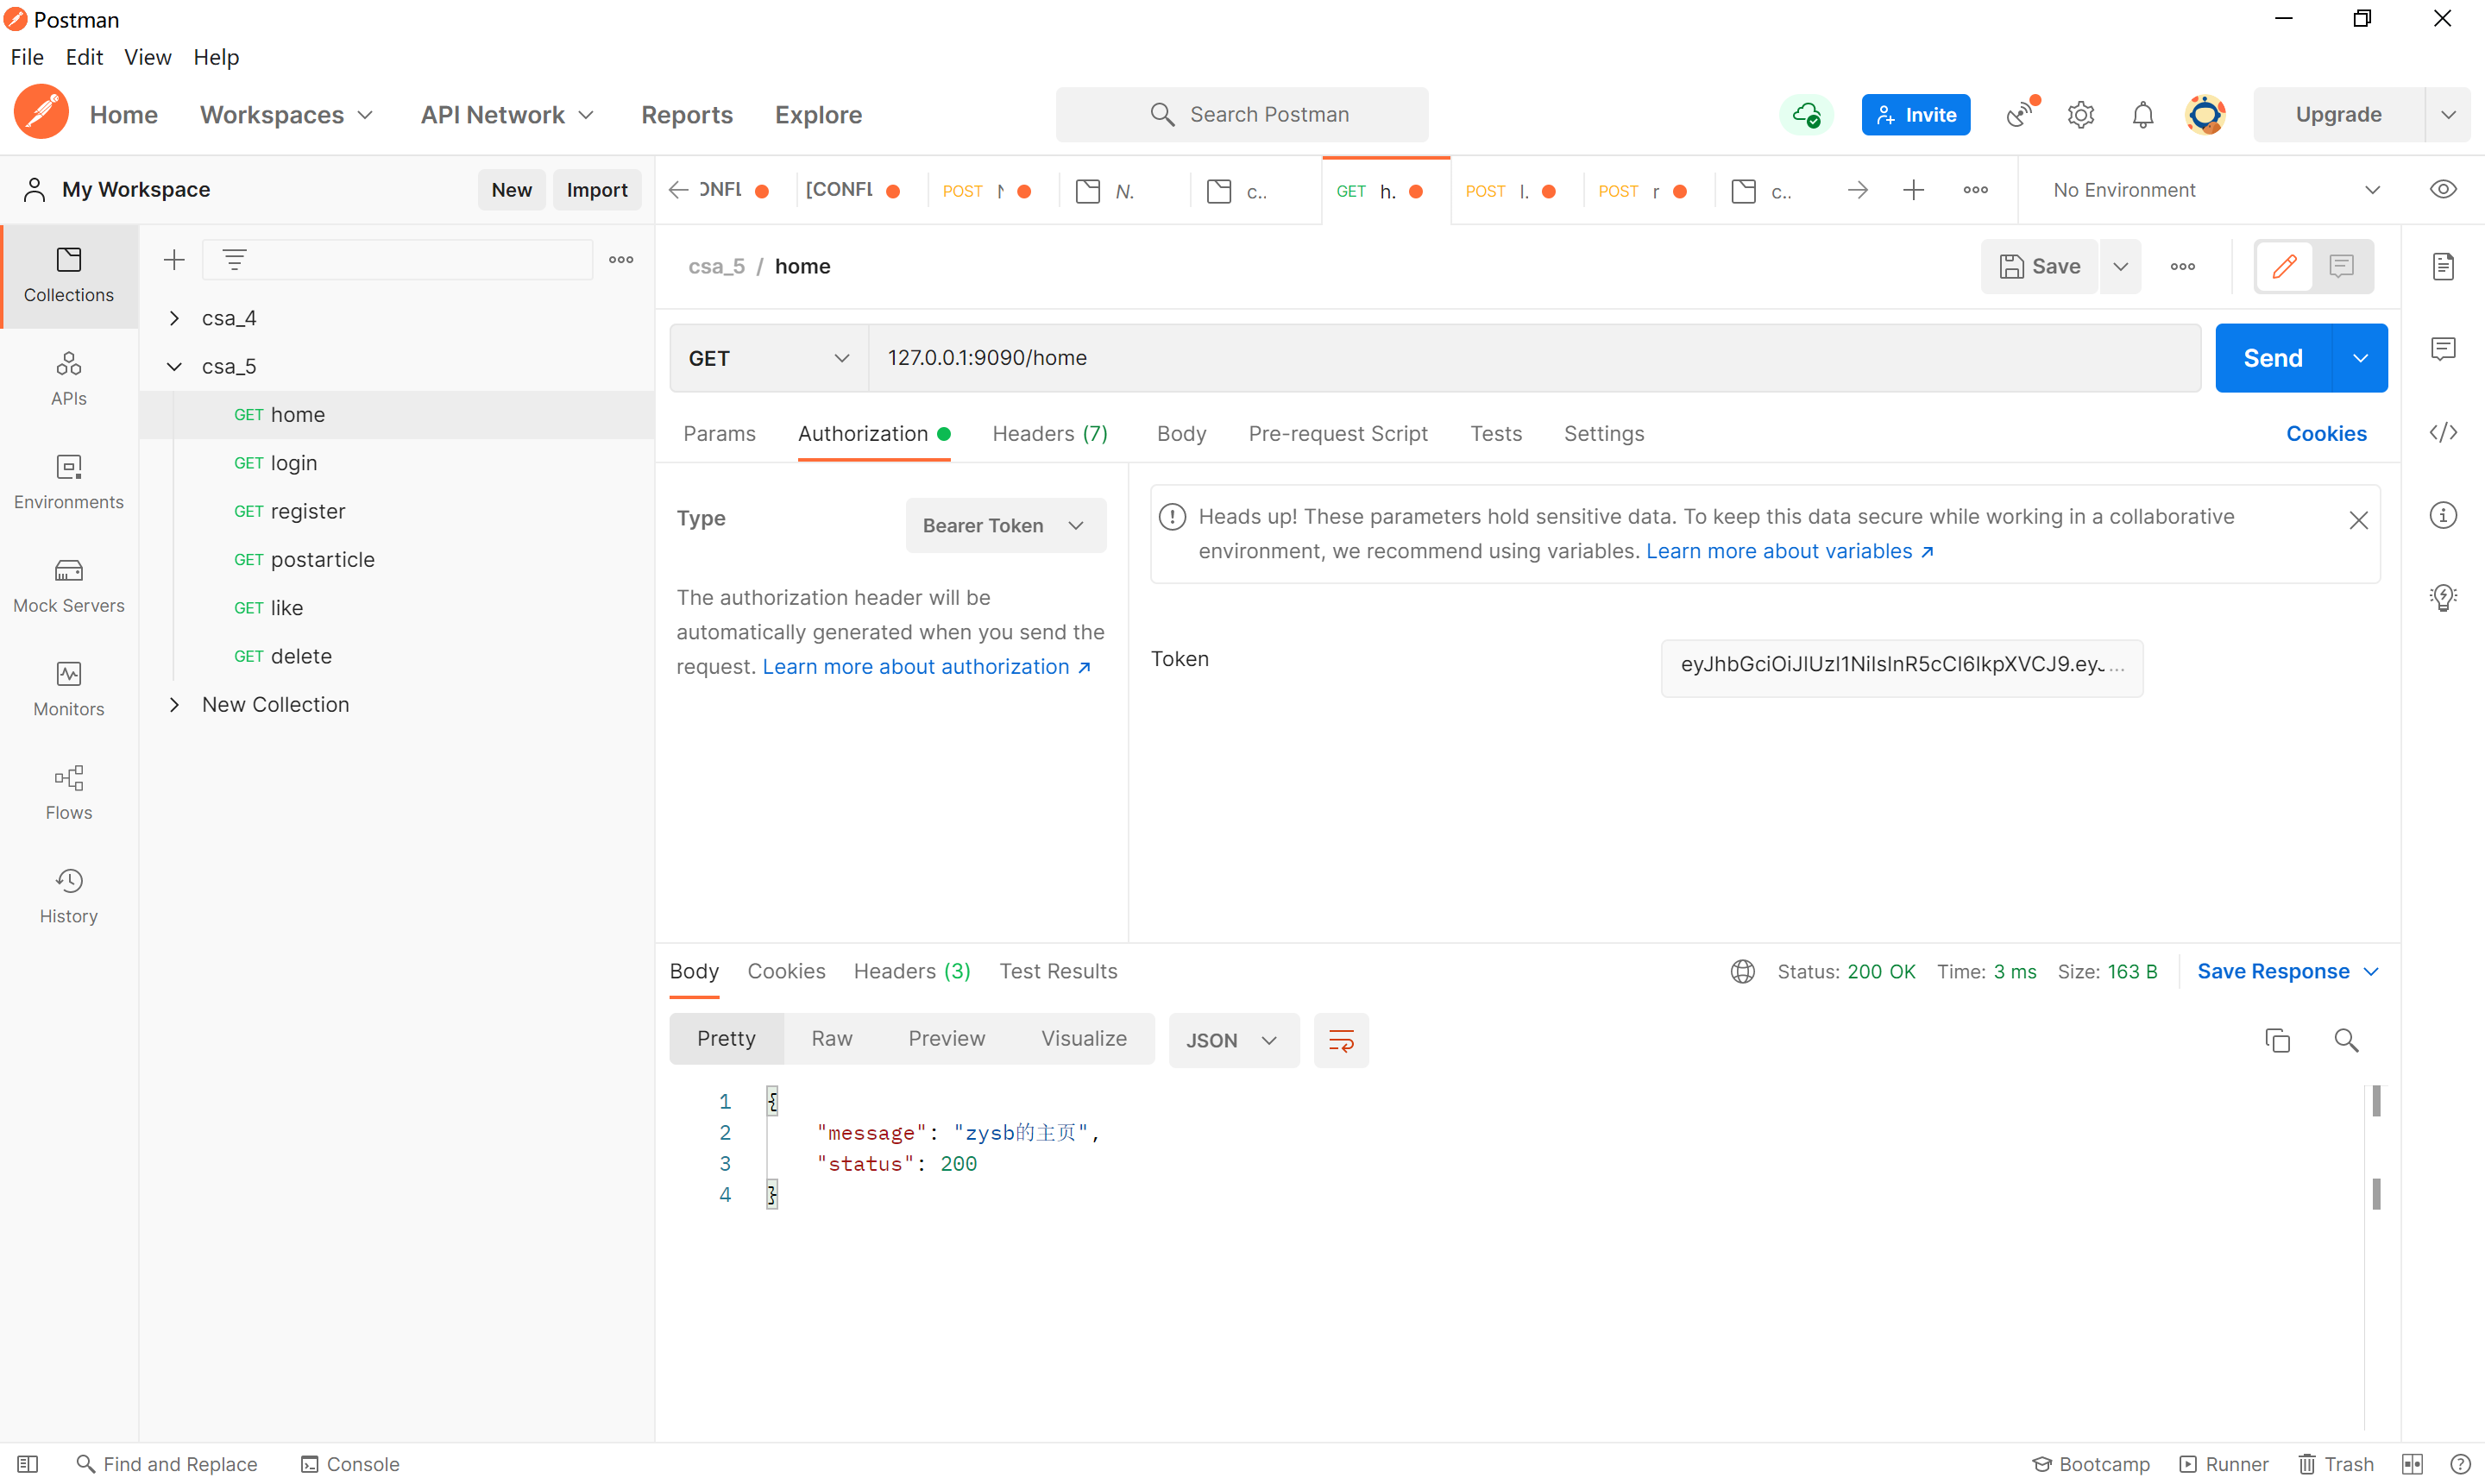 Postman
File Edit View Help
Home Workspaces API Network Reports Explore Search Postman Invite Upgrade
My Workspace New Import [CONFL POST GET h. POST l. POST r c.. No Environment
N. c..
Collections
APIs
Environments
Mock Servers
Monitors
Flows
History
csa_4
csa_5
GET home
GET login
GET register
GET postarticle
GET like
GET delete
New Collection
csa_5 / home Save
GET 127.0.0.1:9090/home Send
Params Authorization Headers (7) Body Pre-request Script Tests Settings Cookies
Type Bearer Token
The authorization header will be
automatically generated when you send the
request. Learn more about authorization ↗
Heads up! These parameters hold sensitive data. To keep this data secure while working in a collaborative
environment, we recommend using variables. Learn more about variables ↗
Token
Body Cookies Headers (3) Test Results Status: 200 OK Time: 3 ms Size: 163 B Save Response
Pretty Raw Preview Visualize JSON
1 {
2 "message": "zysb的主页",
3 "status": 200
4 }
Find and Replace Console Bootcamp Runner Trash